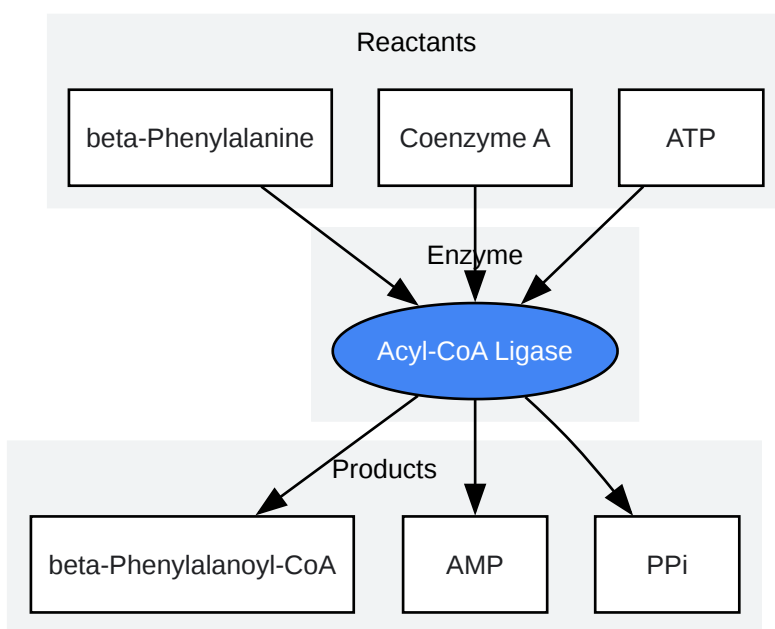 Reactants
beta-Phenylalanine
Coenzyme A
ATP
Enzyme
Acyl-CoA Ligase
Products
beta-Phenylalanoyl-CoA
AMP
PPi